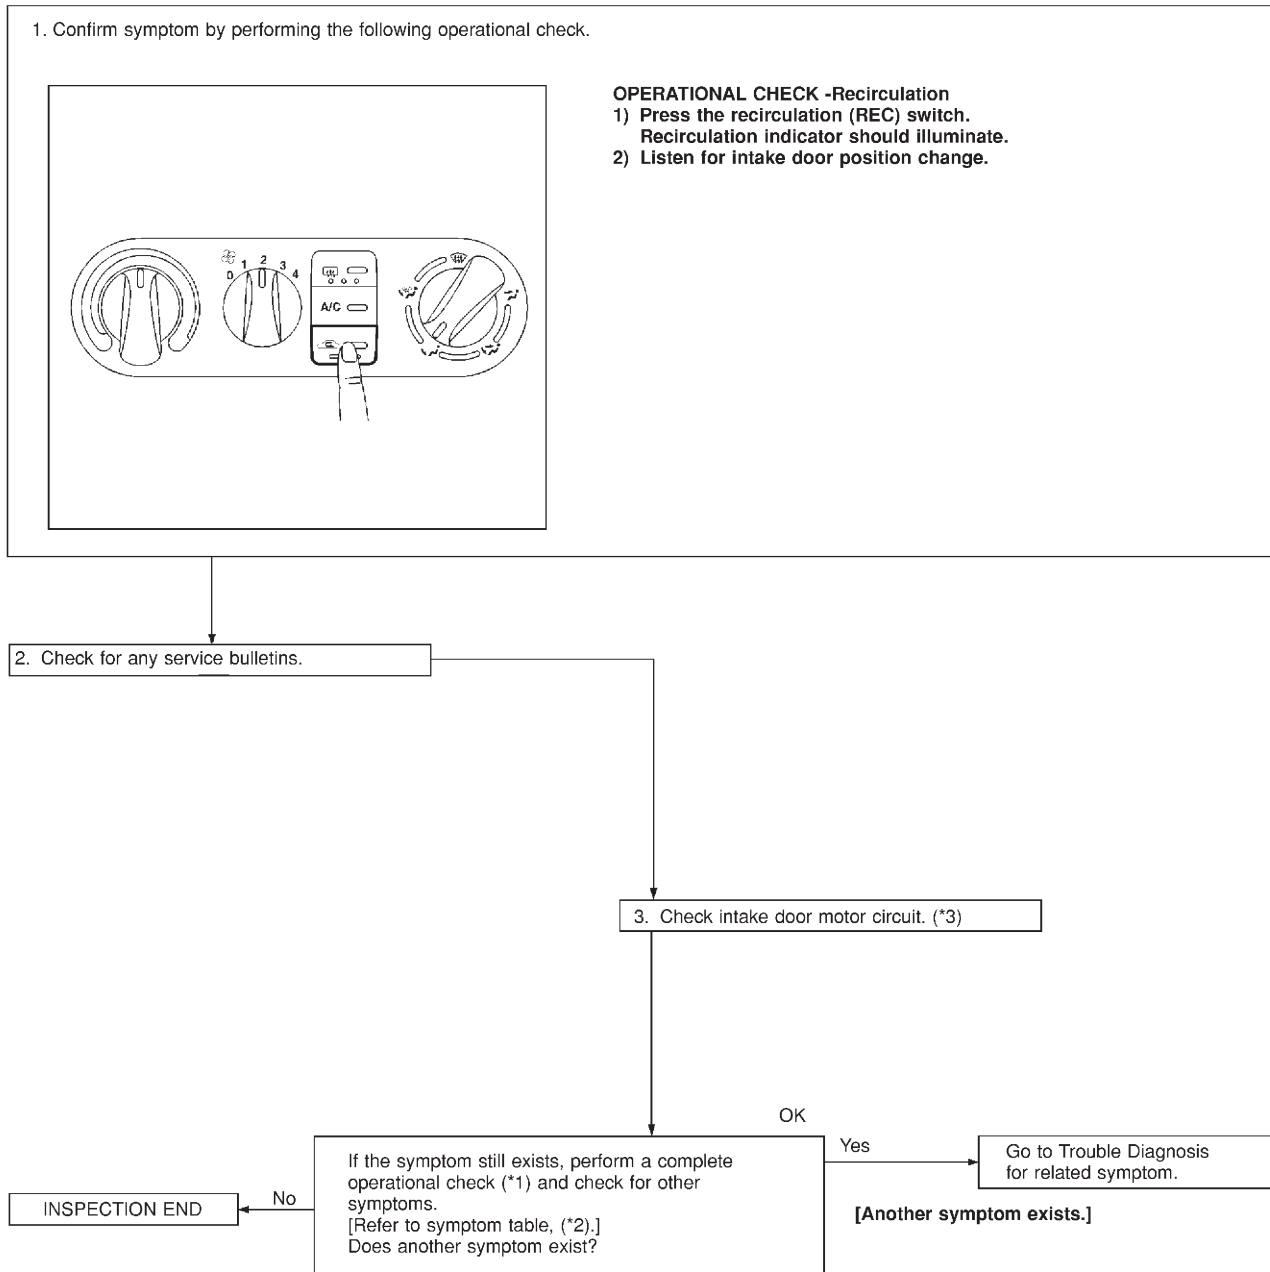 1. Confirm symptom by performing the following operational check.
OPERATIONAL CHECK -Recirculation
1) Press the recirculation (REC) switch.
Recirculation indicator should illuminate.
2) Listen for intake door position change.
0 1 2 3 4
A/C
2. Check for any service bulletins.
3. Check intake door motor circuit. (*3)
OK
If the symptom still exists, perform a complete
operational check (*1) and check for other
symptoms.
[Refer to symptom table, (*2).]
Does another symptom exist?
Yes
Go to Trouble Diagnosis
for related symptom.
[Another symptom exists.]
No
INSPECTION END